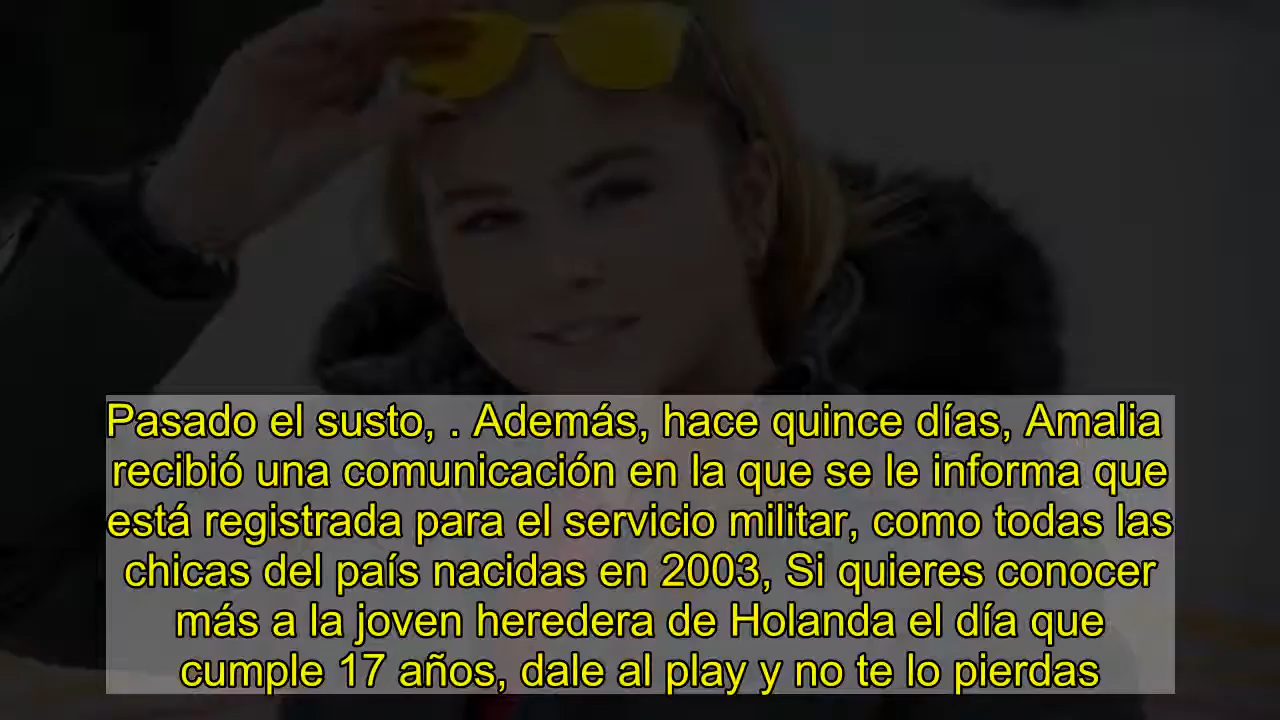 Pasado el susto, . Además, hace quince días, Amalia
recibió una comunicación en la que se le informa que
está registrada para el servicio militar, como todas las
chicas del país nacidas en 2003, Si quieres conocer
más a la joven heredera de Holanda el día que
cumple 17 años, dale al play y no te lo pierdas